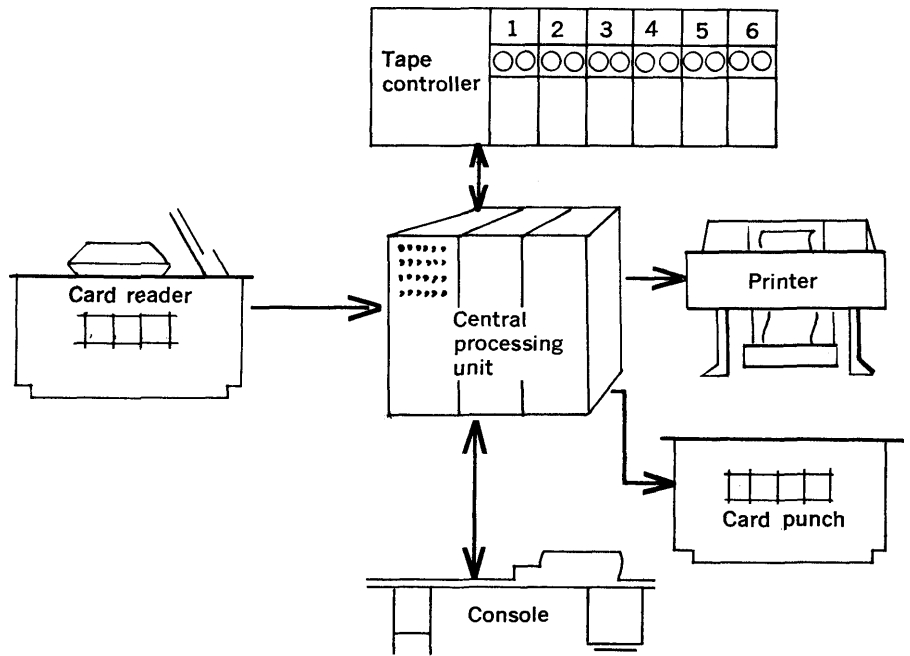 1 2 3 4 5 6
Tape
controller
Card reader
Central
processing
unit
Printer
Card punch
Console